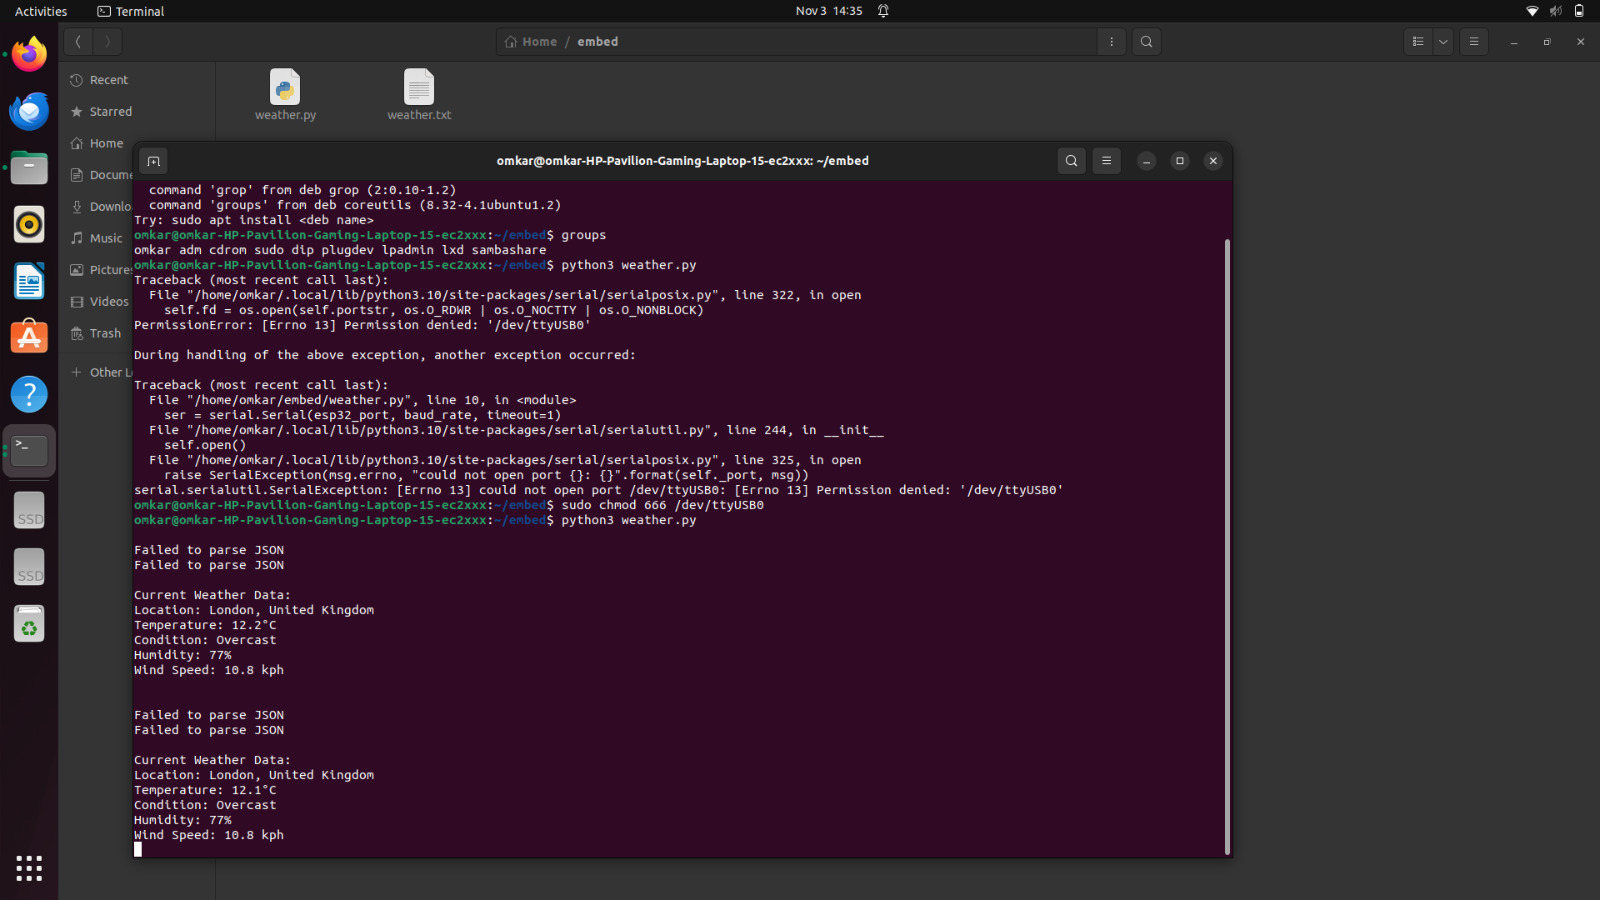 Activities
Terminal
Nov 3 14:35
Home / embed
Recent
Starred
Home
Docume
Downlo
Music
Pictures
Videos
Trash
Other Lo
weather.py
weather.txt
omkar@omkar-HP-Pavilion-Gaming-Laptop-15-ec2xxx: ~/embed
command 'grop' from deb grop (2:0.10-1.2)
command 'groups' from deb coreutils (8.32-4.1ubuntu1.2)
Try: sudo apt install <deb name>
omkar@omkar-HP-Pavilion-Gaming-Laptop-15-ec2xxx:~/embed$ groups
omkar adm cdrom sudo dip plugdev lpadmin lxd sambashare
omkar@omkar-HP-Pavilion-Gaming-Laptop-15-ec2xxx:~/embed$ python3 weather.py
Traceback (most recent call last):
File "/home/omkar/.local/lib/python3.10/site-packages/serial/serialposix.py", line 322, in open
self.fd = os.open(self.portstr, os.O_RDWR | os.O_NOCTTY | os.O_NONBLOCK)
PermissionError: [Errno 13] Permission denied: '/dev/ttyUSB0'
During handling of the above exception, another exception occurred:
Traceback (most recent call last):
File "/home/omkar/embed/weather.py", line 10, in <module>
ser = serial.Serial(esp32_port, baud_rate, timeout=1)
File "/home/omkar/.local/lib/python3.10/site-packages/serial/serialutil.py", line 244, in __init__
self.open()
File "/home/omkar/.local/lib/python3.10/site-packages/serial/serialposix.py", line 325, in open
raise SerialException(msg.errno, "could not open port {}: {}".format(self._port, msg))
serial.serialutil.SerialException: [Errno 13] could not open port /dev/ttyUSB0: [Errno 13] Permission denied: '/dev/ttyUSB0'
omkar@omkar-HP-Pavilion-Gaming-Laptop-15-ec2xxx:~/embed$ sudo chmod 666 /dev/ttyUSB0
omkar@omkar-HP-Pavilion-Gaming-Laptop-15-ec2xxx:~/embed$ python3 weather.py
Failed to parse JSON
Failed to parse JSON
Current Weather Data:
Location: London, United Kingdom
Temperature: 12.2°C
Condition: Overcast
Humidity: 77%
Wind Speed: 10.8 kph
Failed to parse JSON
Failed to parse JSON
Current Weather Data:
Location: London, United Kingdom
Temperature: 12.1°C
Condition: Overcast
Humidity: 77%
Wind Speed: 10.8 kph
SSD
SSD